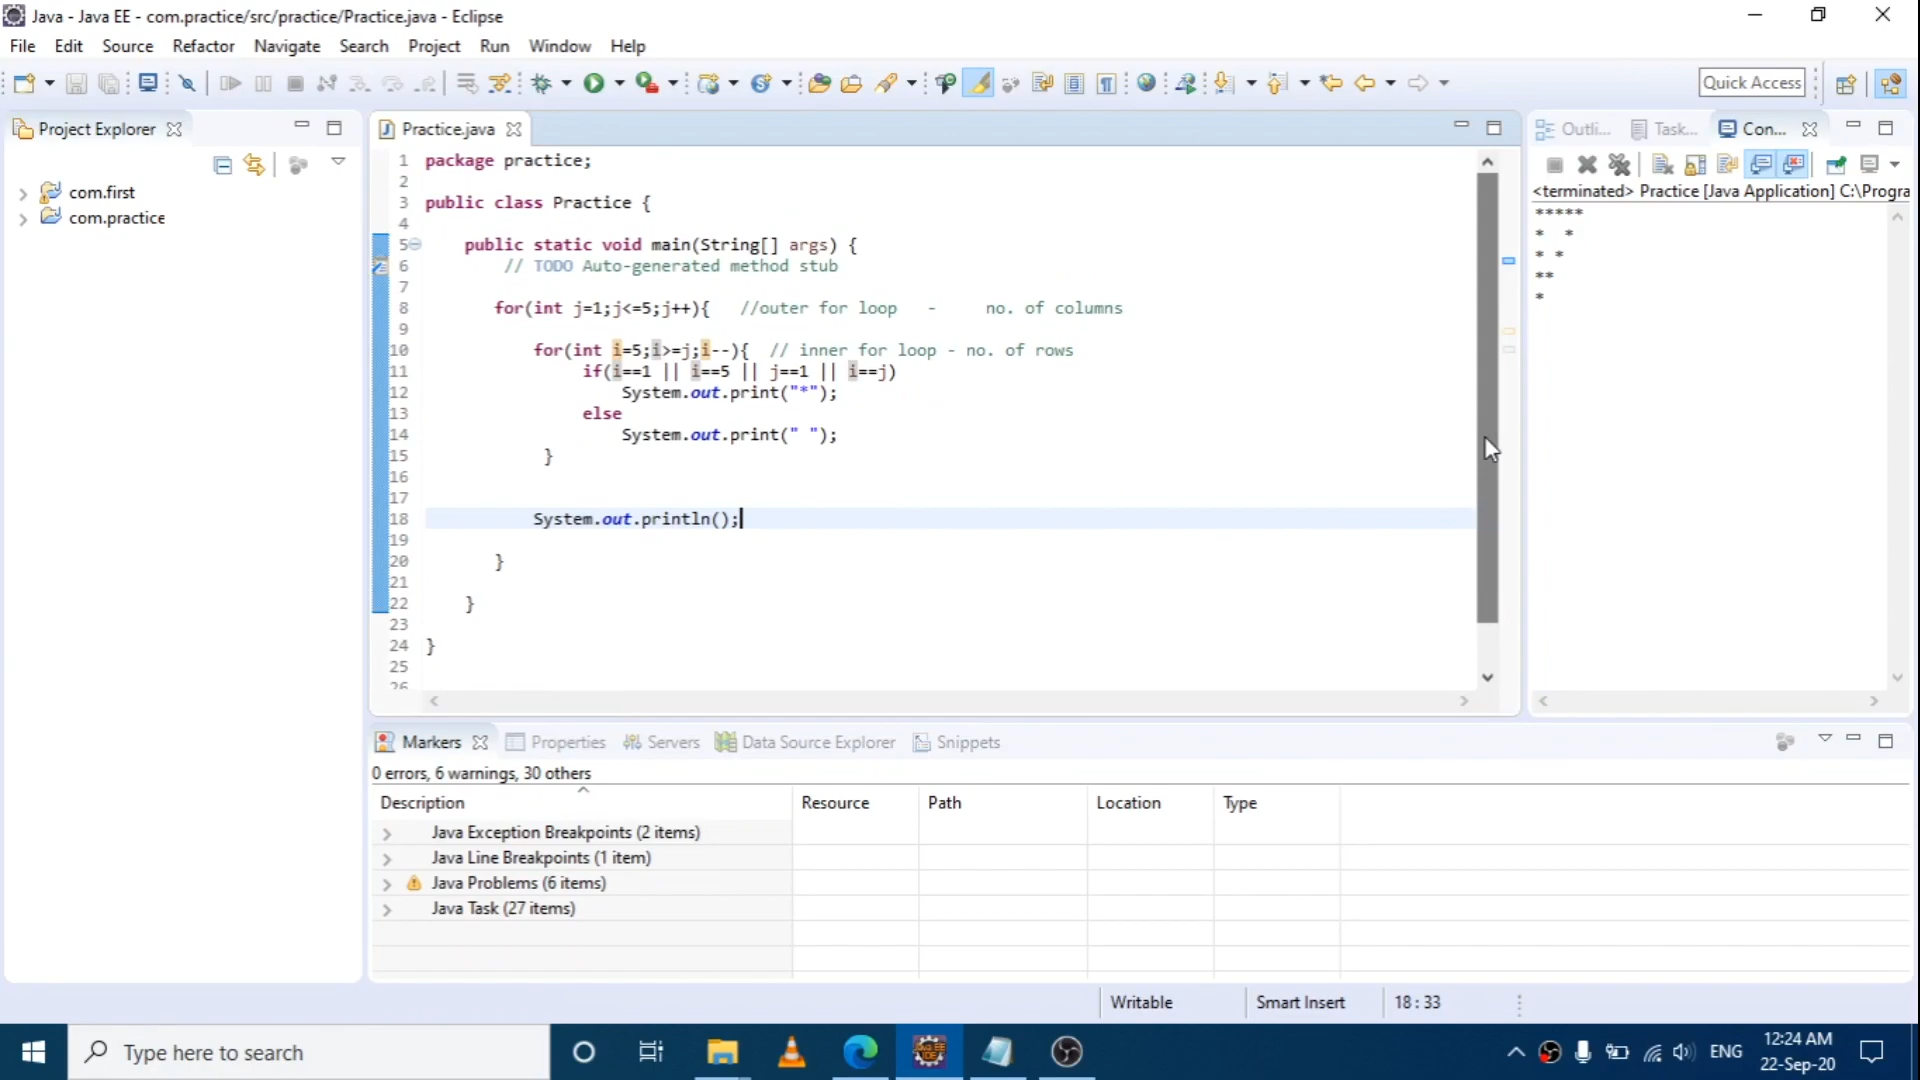 Java - Java EE - com.practice/src/practice/Practice.java - Eclipse
File Edit Source Refactor Navigate Search Project Run Window Help
Quick Access
Project Explorer
com.first
com.practice
Practice.java
1 package practice;
2
3 public class Practice {
4
5 public static void main(String[] args) {
6 // TODO Auto-generated method stub
7
8 for(int j=1;j<=5;j++){ //outer for loop - no. of columns
9
10 for(int i=5;i>=j;i--){ // inner for loop - no. of rows
11 if(i==1 || i==5 || j==1 || i==j)
12 System.out.print("*");
13 else
14 System.out.print(" ");
15 }
16
17
18 System.out.println();
19
20 }
21
22 }
23
24 }
25
26
Outli... Task... Con...
<terminated> Practice [Java Application] C:\Progra
*****
*  *
* *
**
*
Markers Properties Servers Data Source Explorer Snippets
0 errors, 6 warnings, 30 others
Description Resource Path Location Type
Java Exception Breakpoints (2 items)
Java Line Breakpoints (1 item)
Java Problems (6 items)
Java Task (27 items)
Writable Smart Insert 18 : 33
Type here to search
ENG
12:24 AM
22-Sep-20